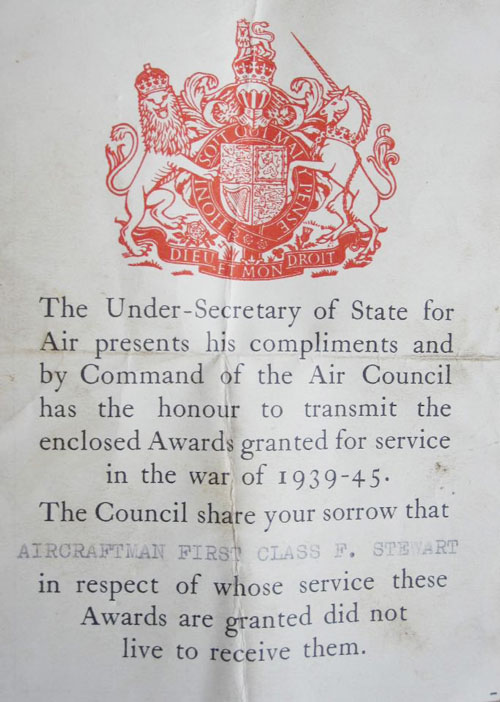 HONI SOIT QUI MAL Y PENSE
DIEU ET MON DROIT
The Under-Secretary of State for
Air presents his compliments and
by Command of the Air Council
has the honour to transmit the
enclosed Awards granted for service
in the war of 1939-45.
The Council share your sorrow that
AIRCRAFTMAN FIRST CLASS F. STEWART
in respect of whose service these
Awards are granted did not
live to receive them.